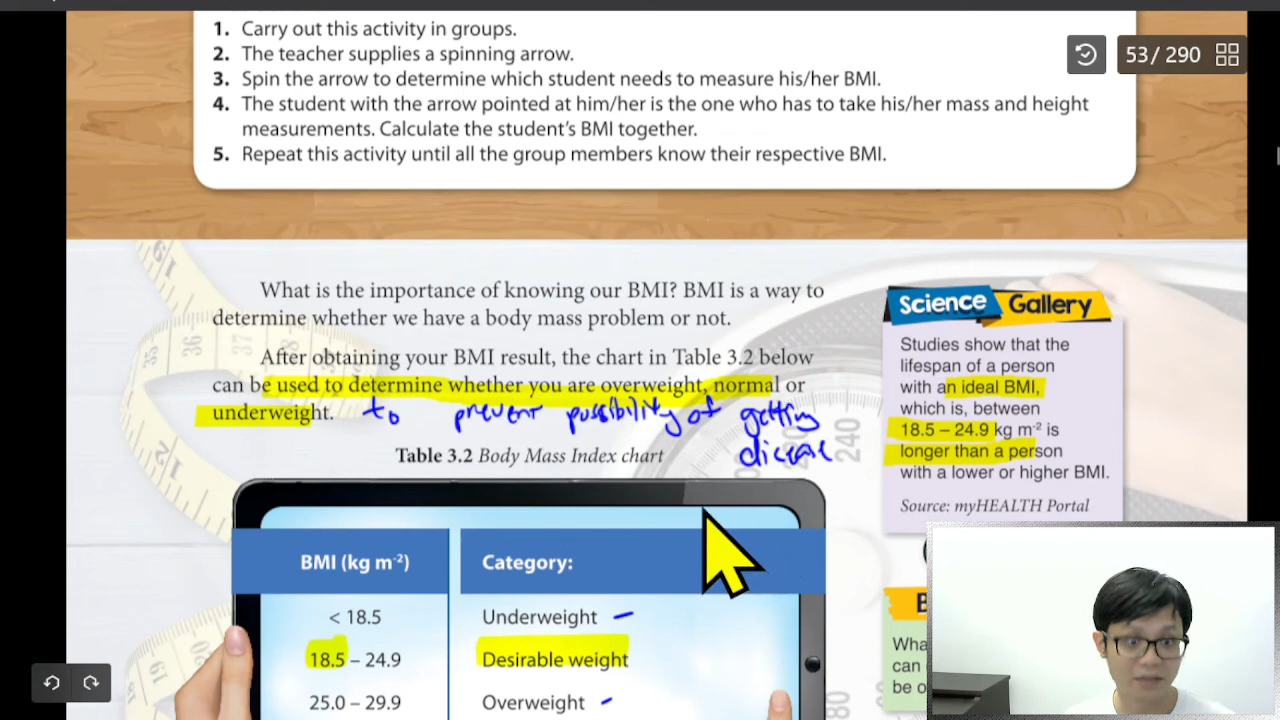 1. Carry out this activity in groups.
2. The teacher supplies a spinning arrow.
3. Spin the arrow to determine which student needs to measure his/her BMI.
4. The student with the arrow pointed at him/her is the one who has to take his/her mass and height
measurements. Calculate the student's BMI together.
5. Repeat this activity until all the group members know their respective BMI.
53 / 290
What is the importance of knowing our BMI? BMI is a way to
determine whether we have a body mass problem or not.
After obtaining your BMI result, the chart in Table 3.2 below
can be used to determine whether you are overweight, normal or
underweight. to prevent possibility of getting
disease
Table 3.2 Body Mass Index chart
BMI (kg m-2) Category:
< 18.5 Underweight
18.5 – 24.9 Desirable weight
25.0 – 29.9 Overweight
Science Gallery
Studies show that the
lifespan of a person
with an ideal BMI,
which is, between
18.5 – 24.9 kg m-2 is
longer than a person
with a lower or higher BMI.
Source: myHEALTH Portal
B
Wha
can
be o
240